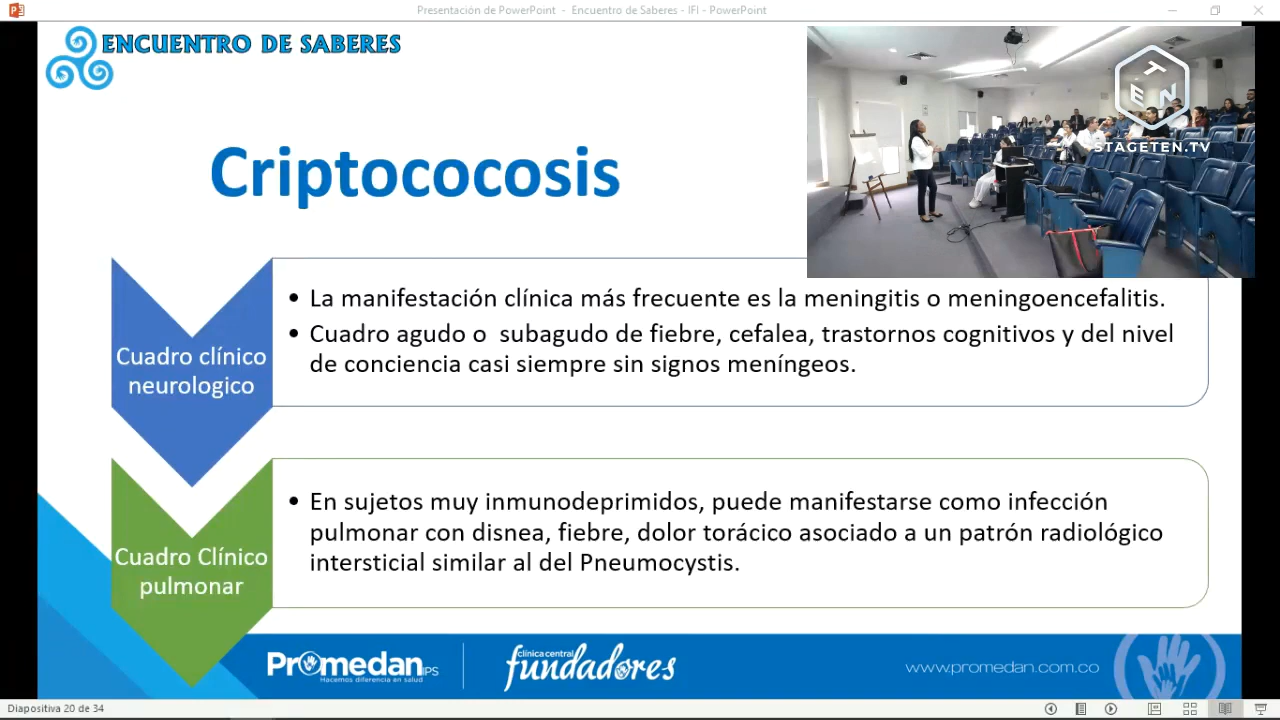 Presentación de PowerPoint - Encuentro de Saberes - IFI - PowerPoint
ENCUENTRO DE SABERES
TEN
STAGETEN.TV
Criptococosis
Cuadro clínico
neurologico
• La manifestación clínica más frecuente es la meningitis o meningoencefalitis.
• Cuadro agudo o subagudo de fiebre, cefalea, trastornos cognitivos y del nivel
de conciencia casi siempre sin signos meníngeos.
Cuadro Clínico
pulmonar
• En sujetos muy inmunodeprimidos, puede manifestarse como infección
pulmonar con disnea, fiebre, dolor torácico asociado a un patrón radiológico
intersticial similar al del Pneumocystis.
Promedan IPS
Hacemos diferencia en salud
clínica central
fundadores
www.promedan.com.co
Diapositiva 20 de 34